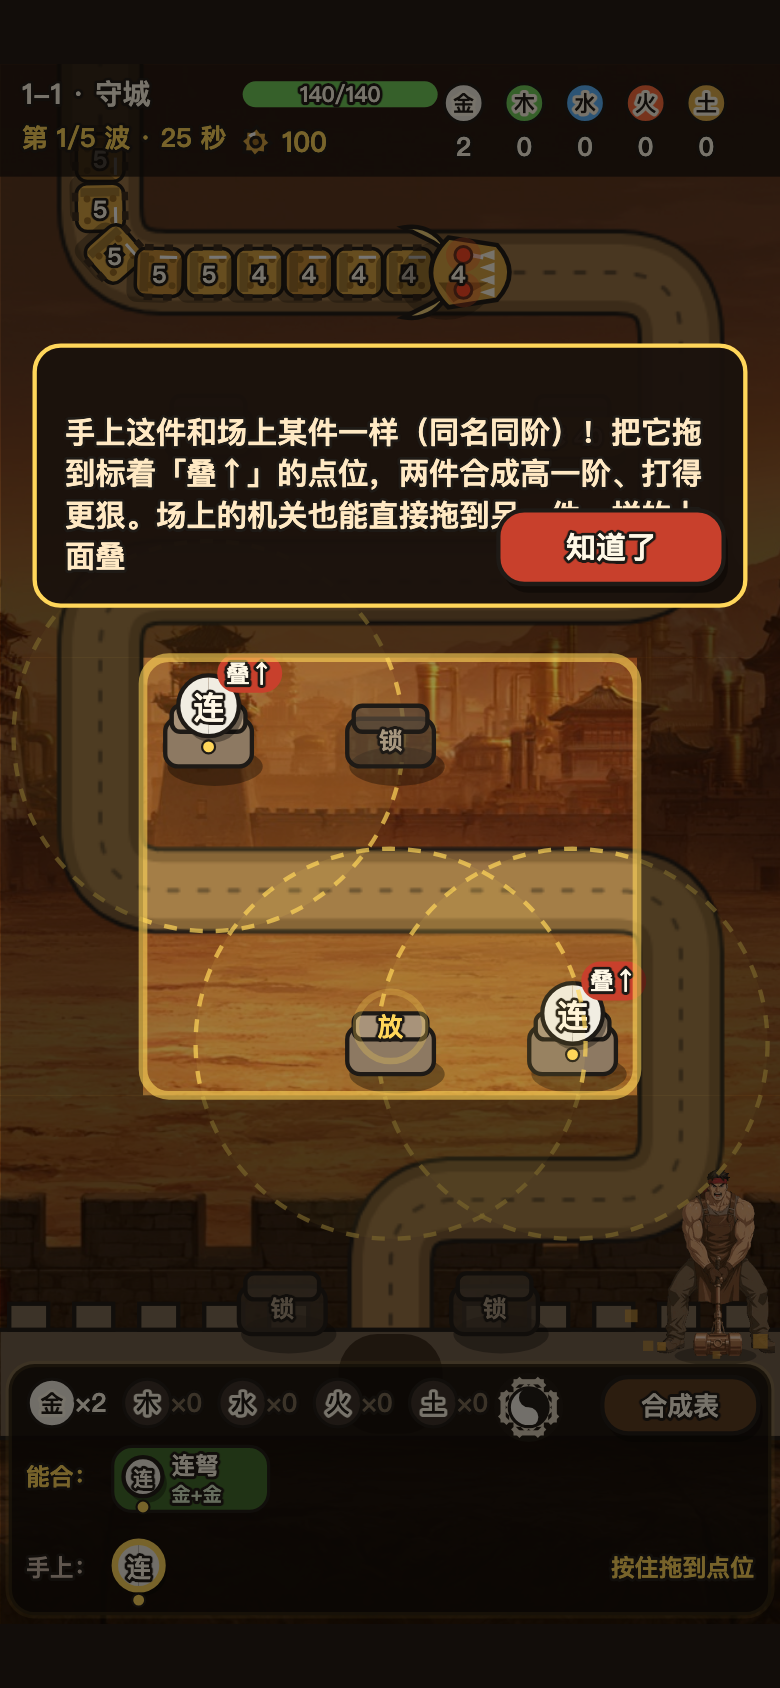 1–1 · 守城
140/140
金 木 水 火 土
第 1/5 波 · 25 秒
100
2 0 0 0 0
5
5
5
5 5 4 4 4 4 4
手上这件和场上某件一样（同名同阶）！把它拖
到标着「叠↑」的点位，两件合成高一阶、打得
更狠。场上的机关也能直接拖到
面叠
知道了
叠↑
连
锁
叠↑
放
连
锁 锁
金×2 木×0 水×0 火×0 土×0
合成表
能合：
连
连弩
金+金
手上：
连
按住拖到点位